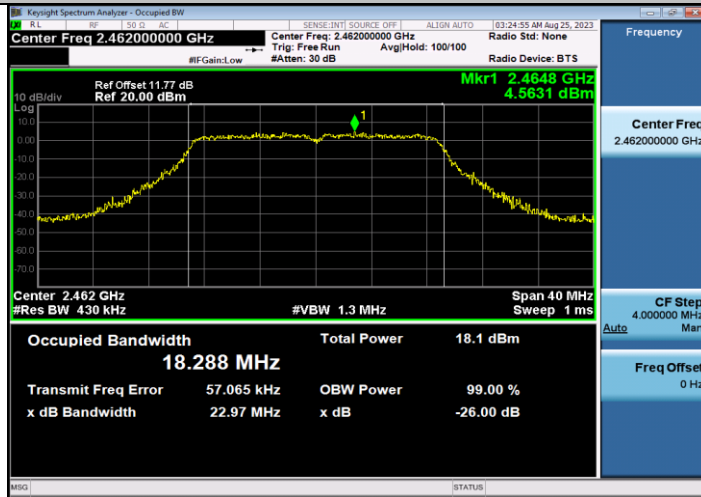 Keysight Spectrum Analyzer - Occupied BW
RL RF 50 Ω AC SENSE:INT SOURCE OFF ALIGN AUTO 03:24:55 AM Aug 25, 2023
Center Freq 2.462000000 GHz
#IFGain:Low
Center Freq: 2.462000000 GHz
Trig: Free Run Avg|Hold: 100/100
#Atten: 30 dB
Radio Std: None
Radio Device: BTS
Ref Offset 11.77 dB
10 dB/div Ref 20.00 dBm
Mkr1 2.4648 GHz
4.5631 dBm
Log
1
10.0
0.00
-10.0
-20.0
-30.0
-40.0
-50.0
-60.0
-70.0
Center 2.462 GHz Span 40 MHz
#Res BW 430 kHz #VBW 1.3 MHz Sweep 1 ms
Occupied Bandwidth Total Power 18.1 dBm
18.288 MHz
Transmit Freq Error 57.065 kHz OBW Power 99.00 %
x dB Bandwidth 22.97 MHz x dB -26.00 dB
Frequency
Center Freq
2.462000000 GHz
CF Step
4.000000 MHz
Auto Man
Freq Offset
0 Hz
MSG STATUS